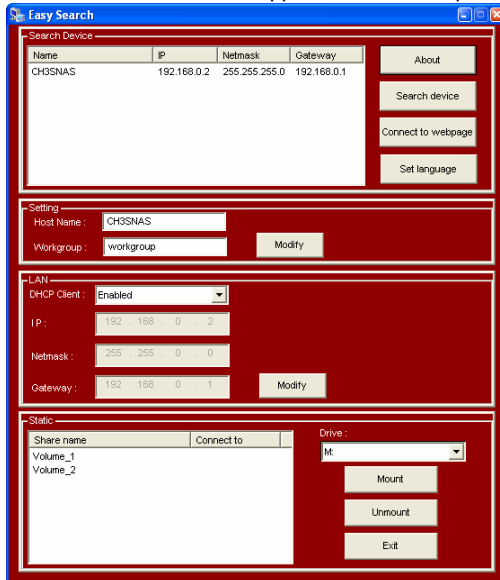 Easy Search
Search Device
Name IP Netmask Gateway
CH3SNAS 192.168.0.2 255.255.255.0 192.168.0.1
About
Search device
Connect to webpage
Set language
Setting
Host Name : CH3SNAS
Workgroup : workgroup
Modify
LAN
DHCP Client : Enabled
I P : 192 . 168 . 0 . 2
Netmask : 255 . 255 . 0 . 0
Gateway : 192 . 168 . 0 . 1
Modify
Static
Share name Connect to
Volume_1
Volume_2
Drive :
M:
Mount
Unmount
Exit